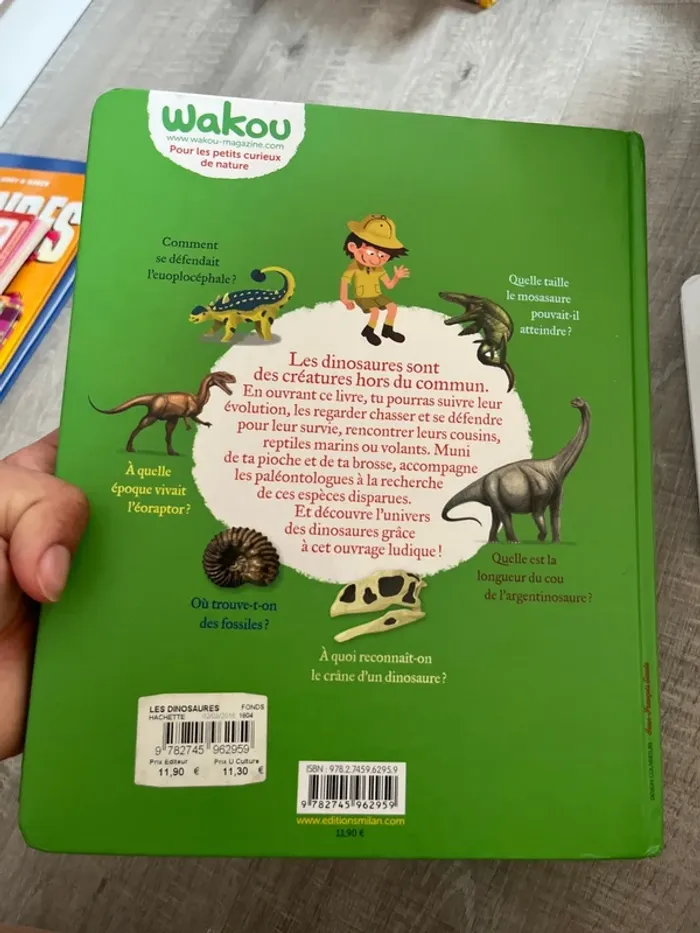 wakou
www.wakou-magazine.com
Pour les petits curieux
de nature
Comment
se défendait
l'euoplocéphale ?
Quelle taille
le mosasaure
pouvait-il
atteindre ?
Les dinosaures sont
des créatures hors du commun.
En ouvrant ce livre, tu pourras suivre leur
évolution, les regarder chasser et se défendre
pour leur survie, rencontrer leurs cousins,
reptiles marins ou volants. Muni
de ta pioche et de ta brosse, accompagne
les paléontologues à la recherche
de ces espèces disparues.
Et découvre l'univers
des dinosaures grâce
à cet ouvrage ludique !
À quelle
époque vivait
l'éoraptor ?
Quelle est la
longueur du cou
de l'argentinosaure ?
Où trouve-t-on
des fossiles ?
À quoi reconnaît-on
le crâne d'un dinosaure ?
LES DINOSAURES FONDS
HACHETTE 1604
9 782745 962959
Prix Editeur Prix U Culture
11,90 € 11,30 €
ISBN : 978.2.7459.6295.9
9 782745 962959
www.editionsmilan.com
11,90 €